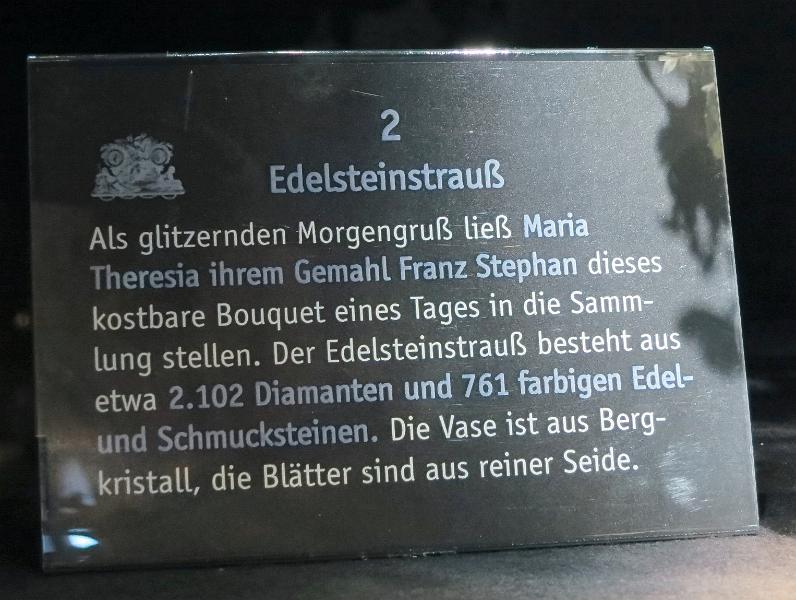 2
Edelsteinstrauß
Als glitzernden Morgengruß ließ Maria
Theresia ihrem Gemahl Franz Stephan dieses
kostbare Bouquet eines Tages in die Samm-
lung stellen. Der Edelsteinstrauß besteht aus
etwa 2.102 Diamanten und 761 farbigen Edel-
und Schmucksteinen. Die Vase ist aus Berg-
kristall, die Blätter sind aus reiner Seide.